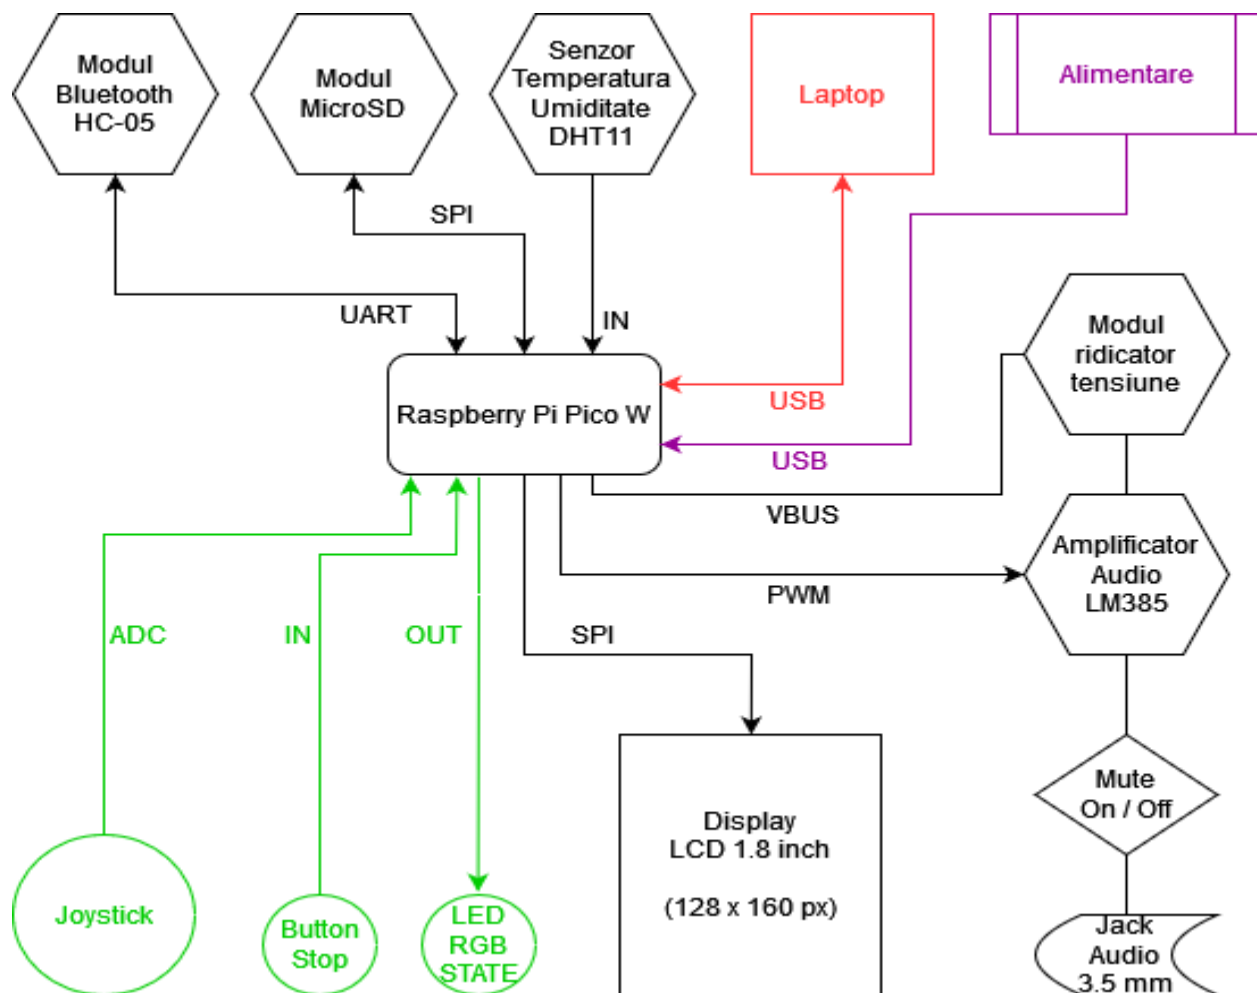 Modul
Bluetooth
HC-05
Modul
MicroSD
Senzor
Temperatura
Umiditate
DHT11
Laptop
Alimentare
SPI
UART
IN
USB
USB
Raspberry Pi Pico W
Modul
ridicator
tensiune
VBUS
Amplificator
Audio
LM385
PWM
ADC
IN
OUT
SPI
Mute
On / Off
Display
LCD 1.8 inch
(128 x 160 px)
Joystick
Button
Stop
LED
RGB
STATE
Jack
Audio
3.5 mm